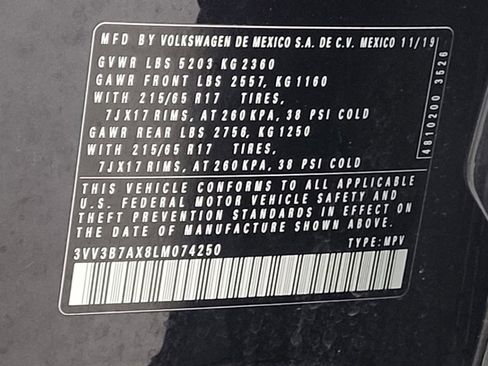 MFD BY VOLKSWAGEN DE MEXICO S.A. DE C.V. MEXICO 11/19
GVWR LBS 5203 KG 2360
GAWR FRONT LBS 2557, KG 1160
WITH 215/65 R17 TIRES,
7JX17 RIMS, AT 260 KPA, 38 PSI COLD
GAWR REAR LBS 2756, KG 1250
WITH 215/65 R17 TIRES,
7JX17 RIMS, AT 260 KPA, 38 PSI COLD
THIS VEHICLE CONFORMS TO ALL APPLICABLE
U.S. FEDERAL MOTOR VEHICLE SAFETY AND
THEFT PREVENTION STANDARDS IN EFFECT ON
THE DATE OF MANUFACTURE SHOWN ABOVE.
3VV3B7AX8LM074250 TYPE: MPV
4810200 3526